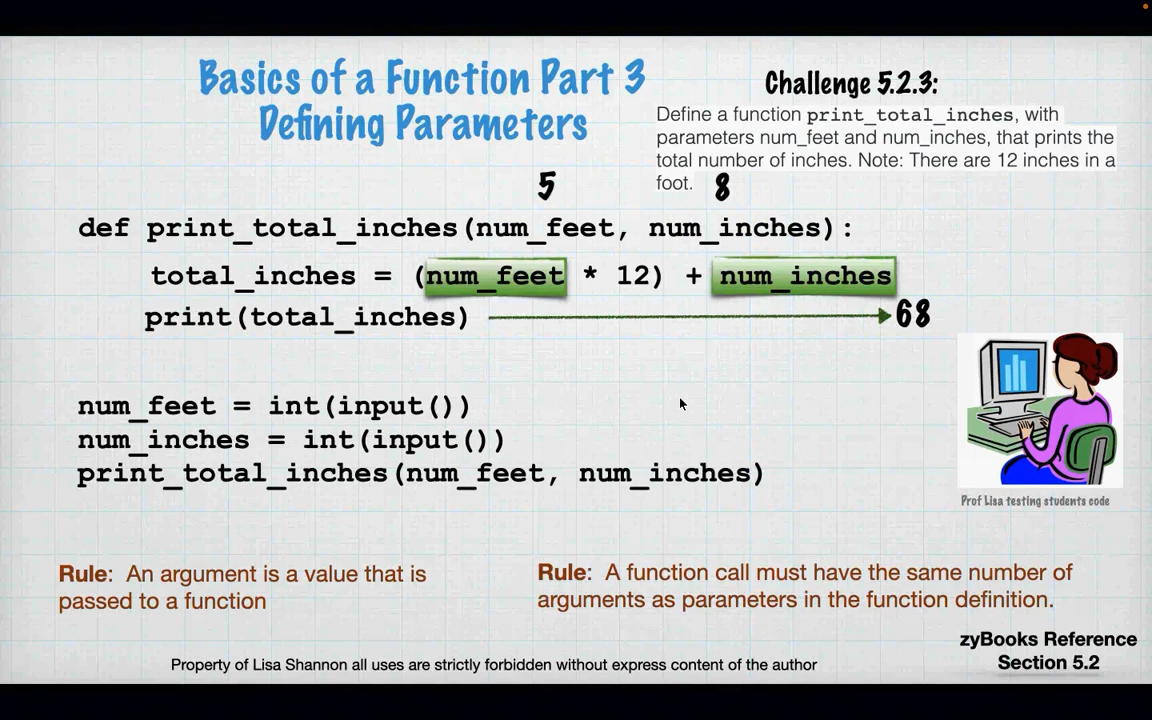 Basics of a Function Part 3
Defining Parameters
Challenge 5.2.3:
Define a function print_total_inches, with
parameters num_feet and num_inches, that prints the
total number of inches. Note: There are 12 inches in a
foot.
5 8
def print_total_inches(num_feet, num_inches):
total_inches = (num_feet * 12) + num_inches
print(total_inches) 68
num_feet = int(input())
num_inches = int(input())
print_total_inches(num_feet, num_inches)
Prof Lisa testing students code
Rule: An argument is a value that is
passed to a function
Rule: A function call must have the same number of
arguments as parameters in the function definition.
zyBooks Reference
Section 5.2
Property of Lisa Shannon all uses are strictly forbidden without express content of the author